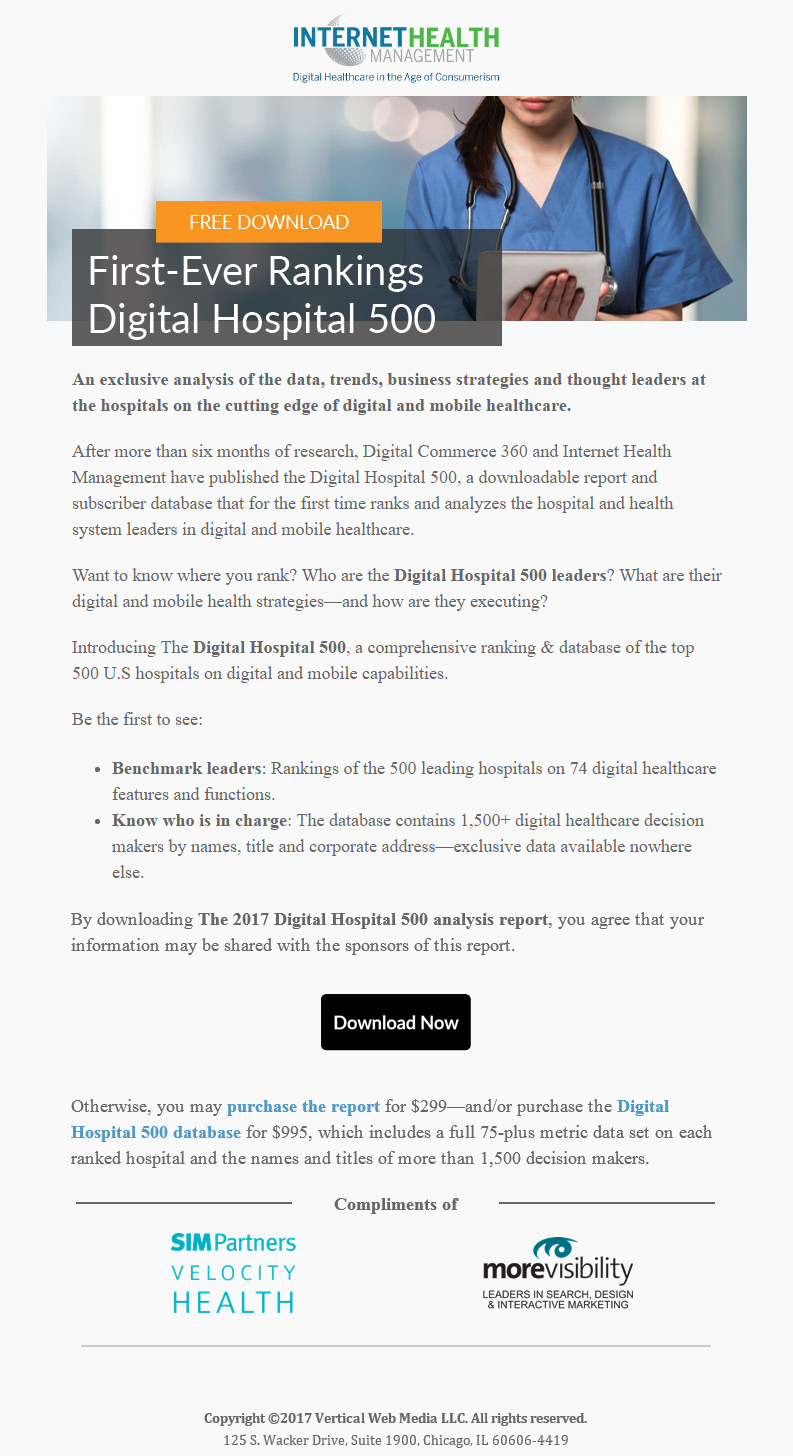 INTERNETHEALTH
MANAGEMENT
Digital Healthcare in the Age of Consumerism
FREE DOWNLOAD
First-Ever Rankings
Digital Hospital 500
An exclusive analysis of the data, trends, business strategies and thought leaders at
the hospitals on the cutting edge of digital and mobile healthcare.
After more than six months of research, Digital Commerce 360 and Internet Health
Management have published the Digital Hospital 500, a downloadable report and
subscriber database that for the first time ranks and analyzes the hospital and health
system leaders in digital and mobile healthcare.
Want to know where you rank? Who are the Digital Hospital 500 leaders? What are their
digital and mobile health strategies—and how are they executing?
Introducing The Digital Hospital 500, a comprehensive ranking & database of the top
500 U.S hospitals on digital and mobile capabilities.
Be the first to see:
• Benchmark leaders: Rankings of the 500 leading hospitals on 74 digital healthcare
features and functions.
• Know who is in charge: The database contains 1,500+ digital healthcare decision
makers by names, title and corporate address—exclusive data available nowhere
else.
By downloading The 2017 Digital Hospital 500 analysis report, you agree that your
information may be shared with the sponsors of this report.
Download Now
Otherwise, you may purchase the report for $299—and/or purchase the Digital
Hospital 500 database for $995, which includes a full 75-plus metric data set on each
ranked hospital and the names and titles of more than 1,500 decision makers.
Compliments of
SIMPartners
VELOCITY
HEALTH
morevisibility
LEADERS IN SEARCH, DESIGN
& INTERACTIVE MARKETING
Copyright ©2017 Vertical Web Media LLC. All rights reserved.
125 S. Wacker Drive, Suite 1900, Chicago, IL 60606-4419